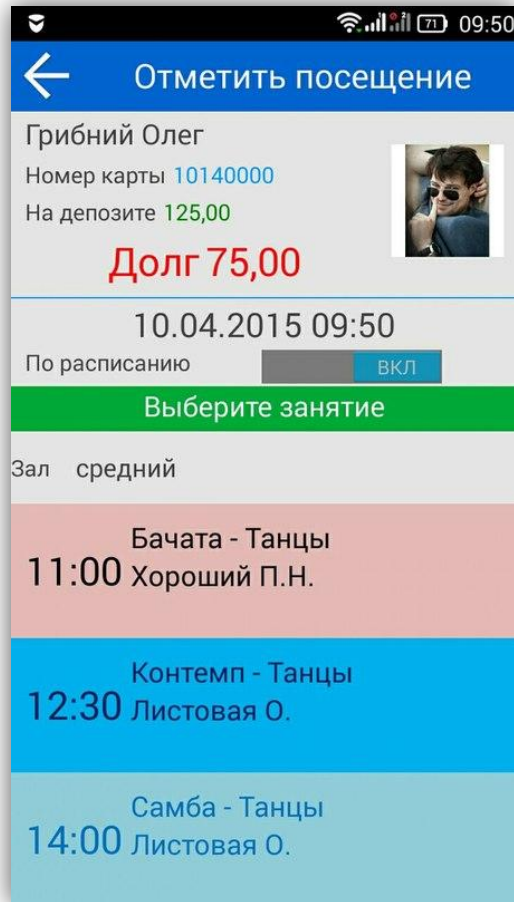 71 09:50
Отметить посещение
Грибний Олег
Номер карты 10140000
На депозите 125,00
Долг 75,00
10.04.2015 09:50
По расписанию ВКЛ
Выберите занятие
Зал средний
Бачата - Танцы
11:00 Хороший П.Н.
Контемп - Танцы
12:30 Листовая О.
Самба - Танцы
14:00 Листовая О.